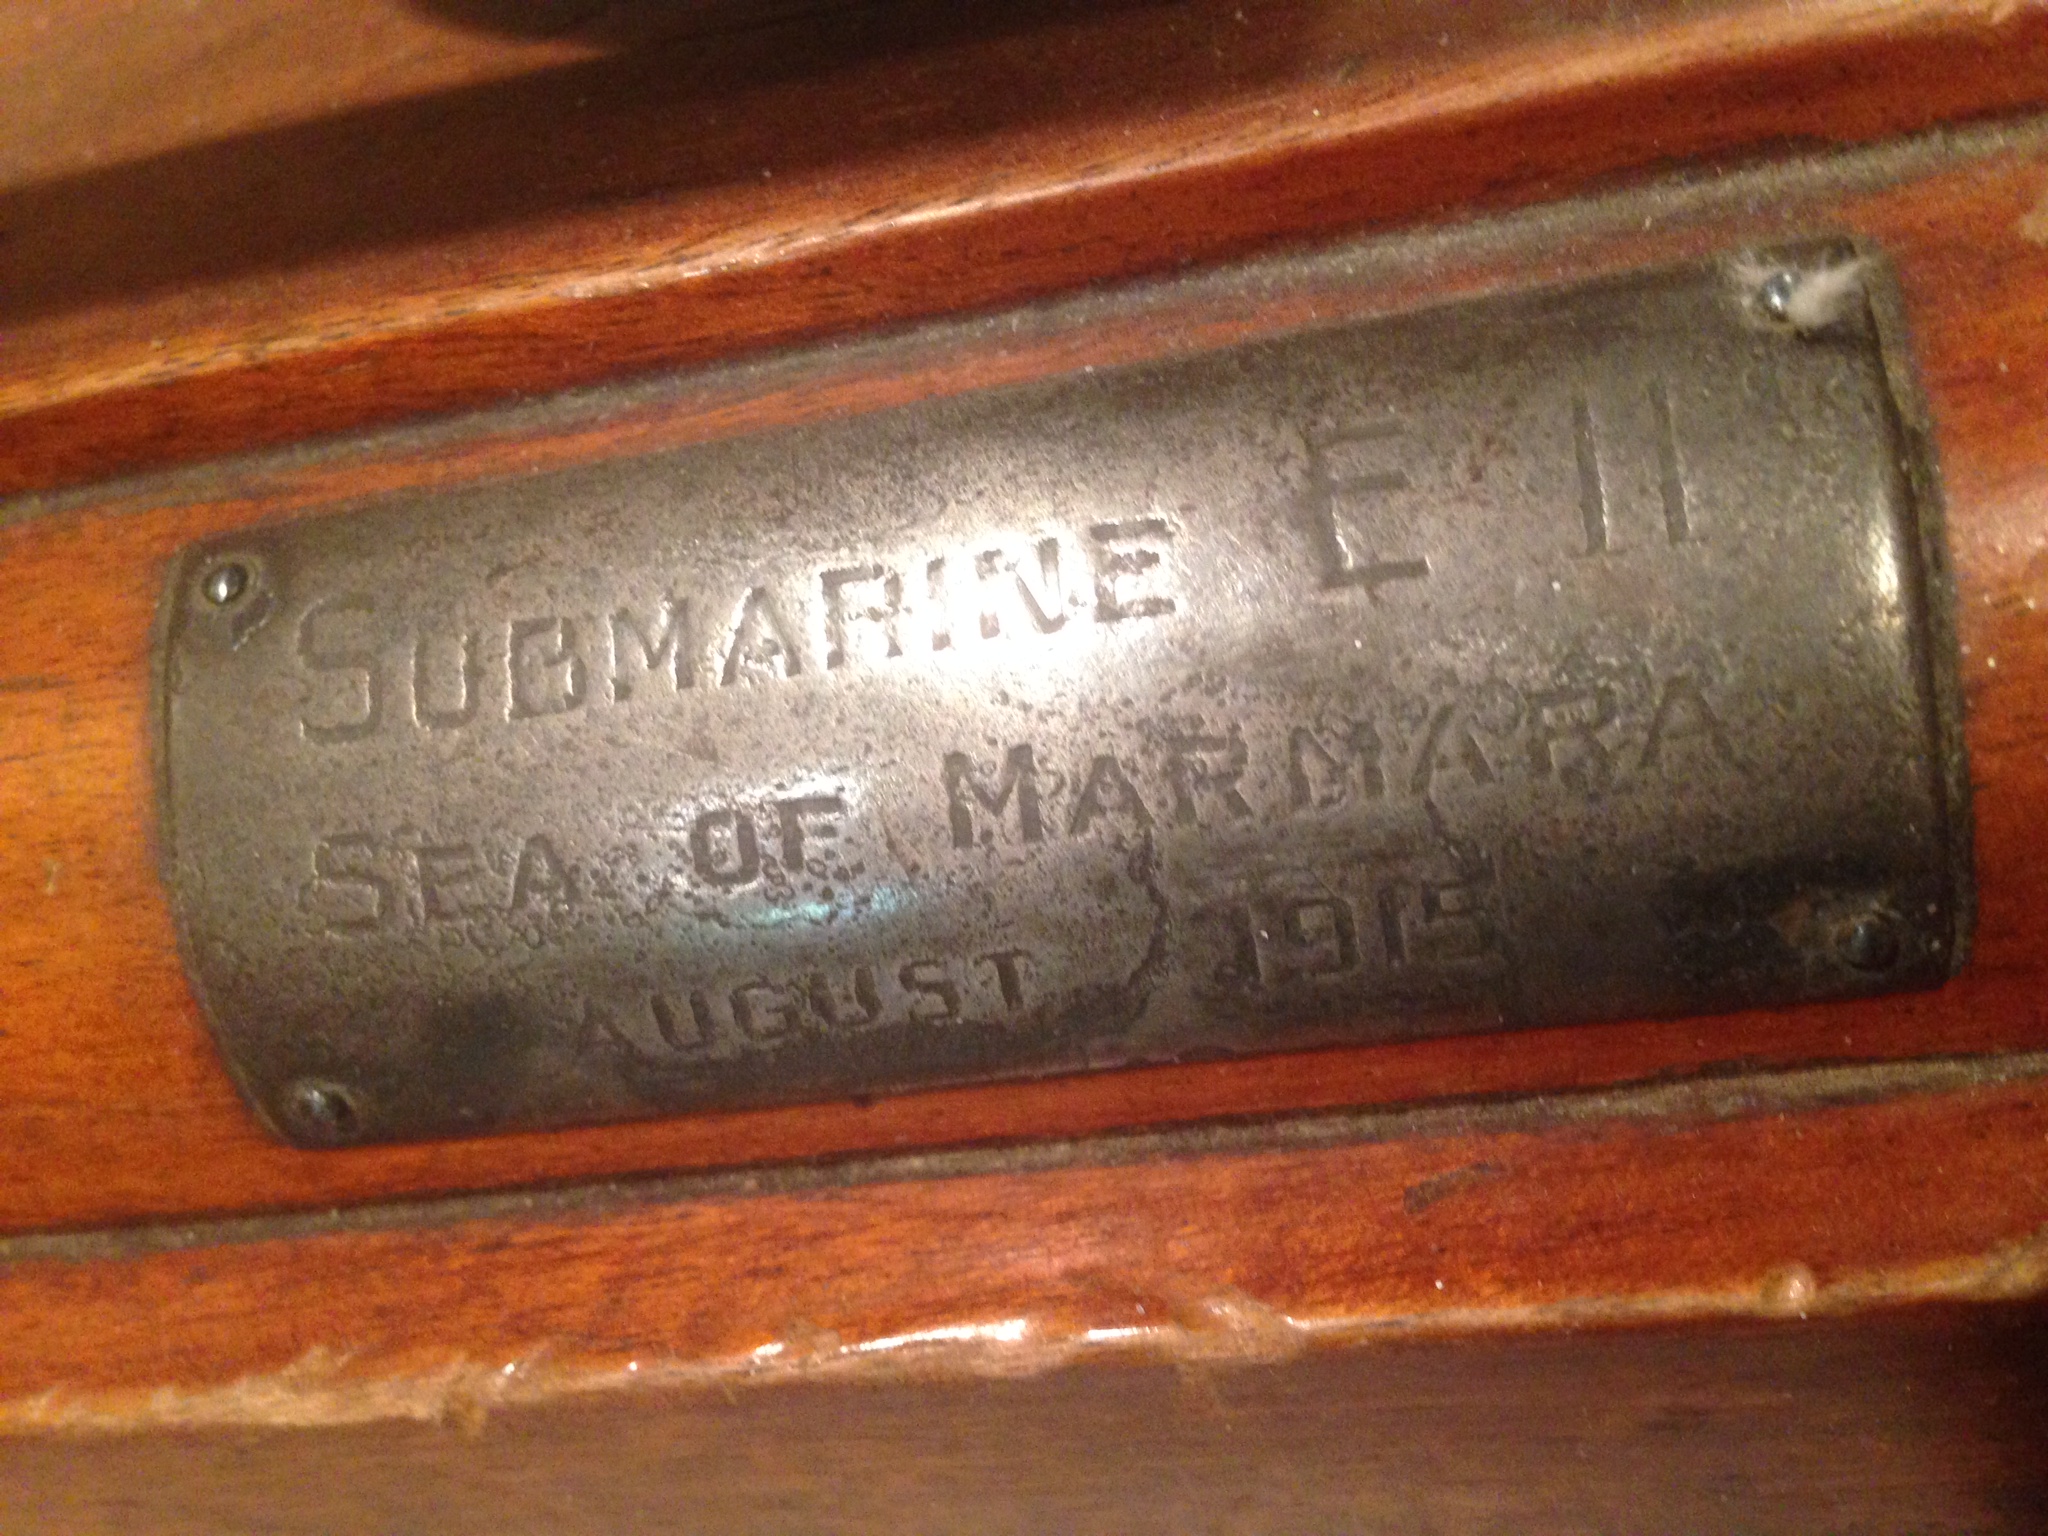 SUBMARINE E 11
SEA OF MARMARA
AUGUST 1915